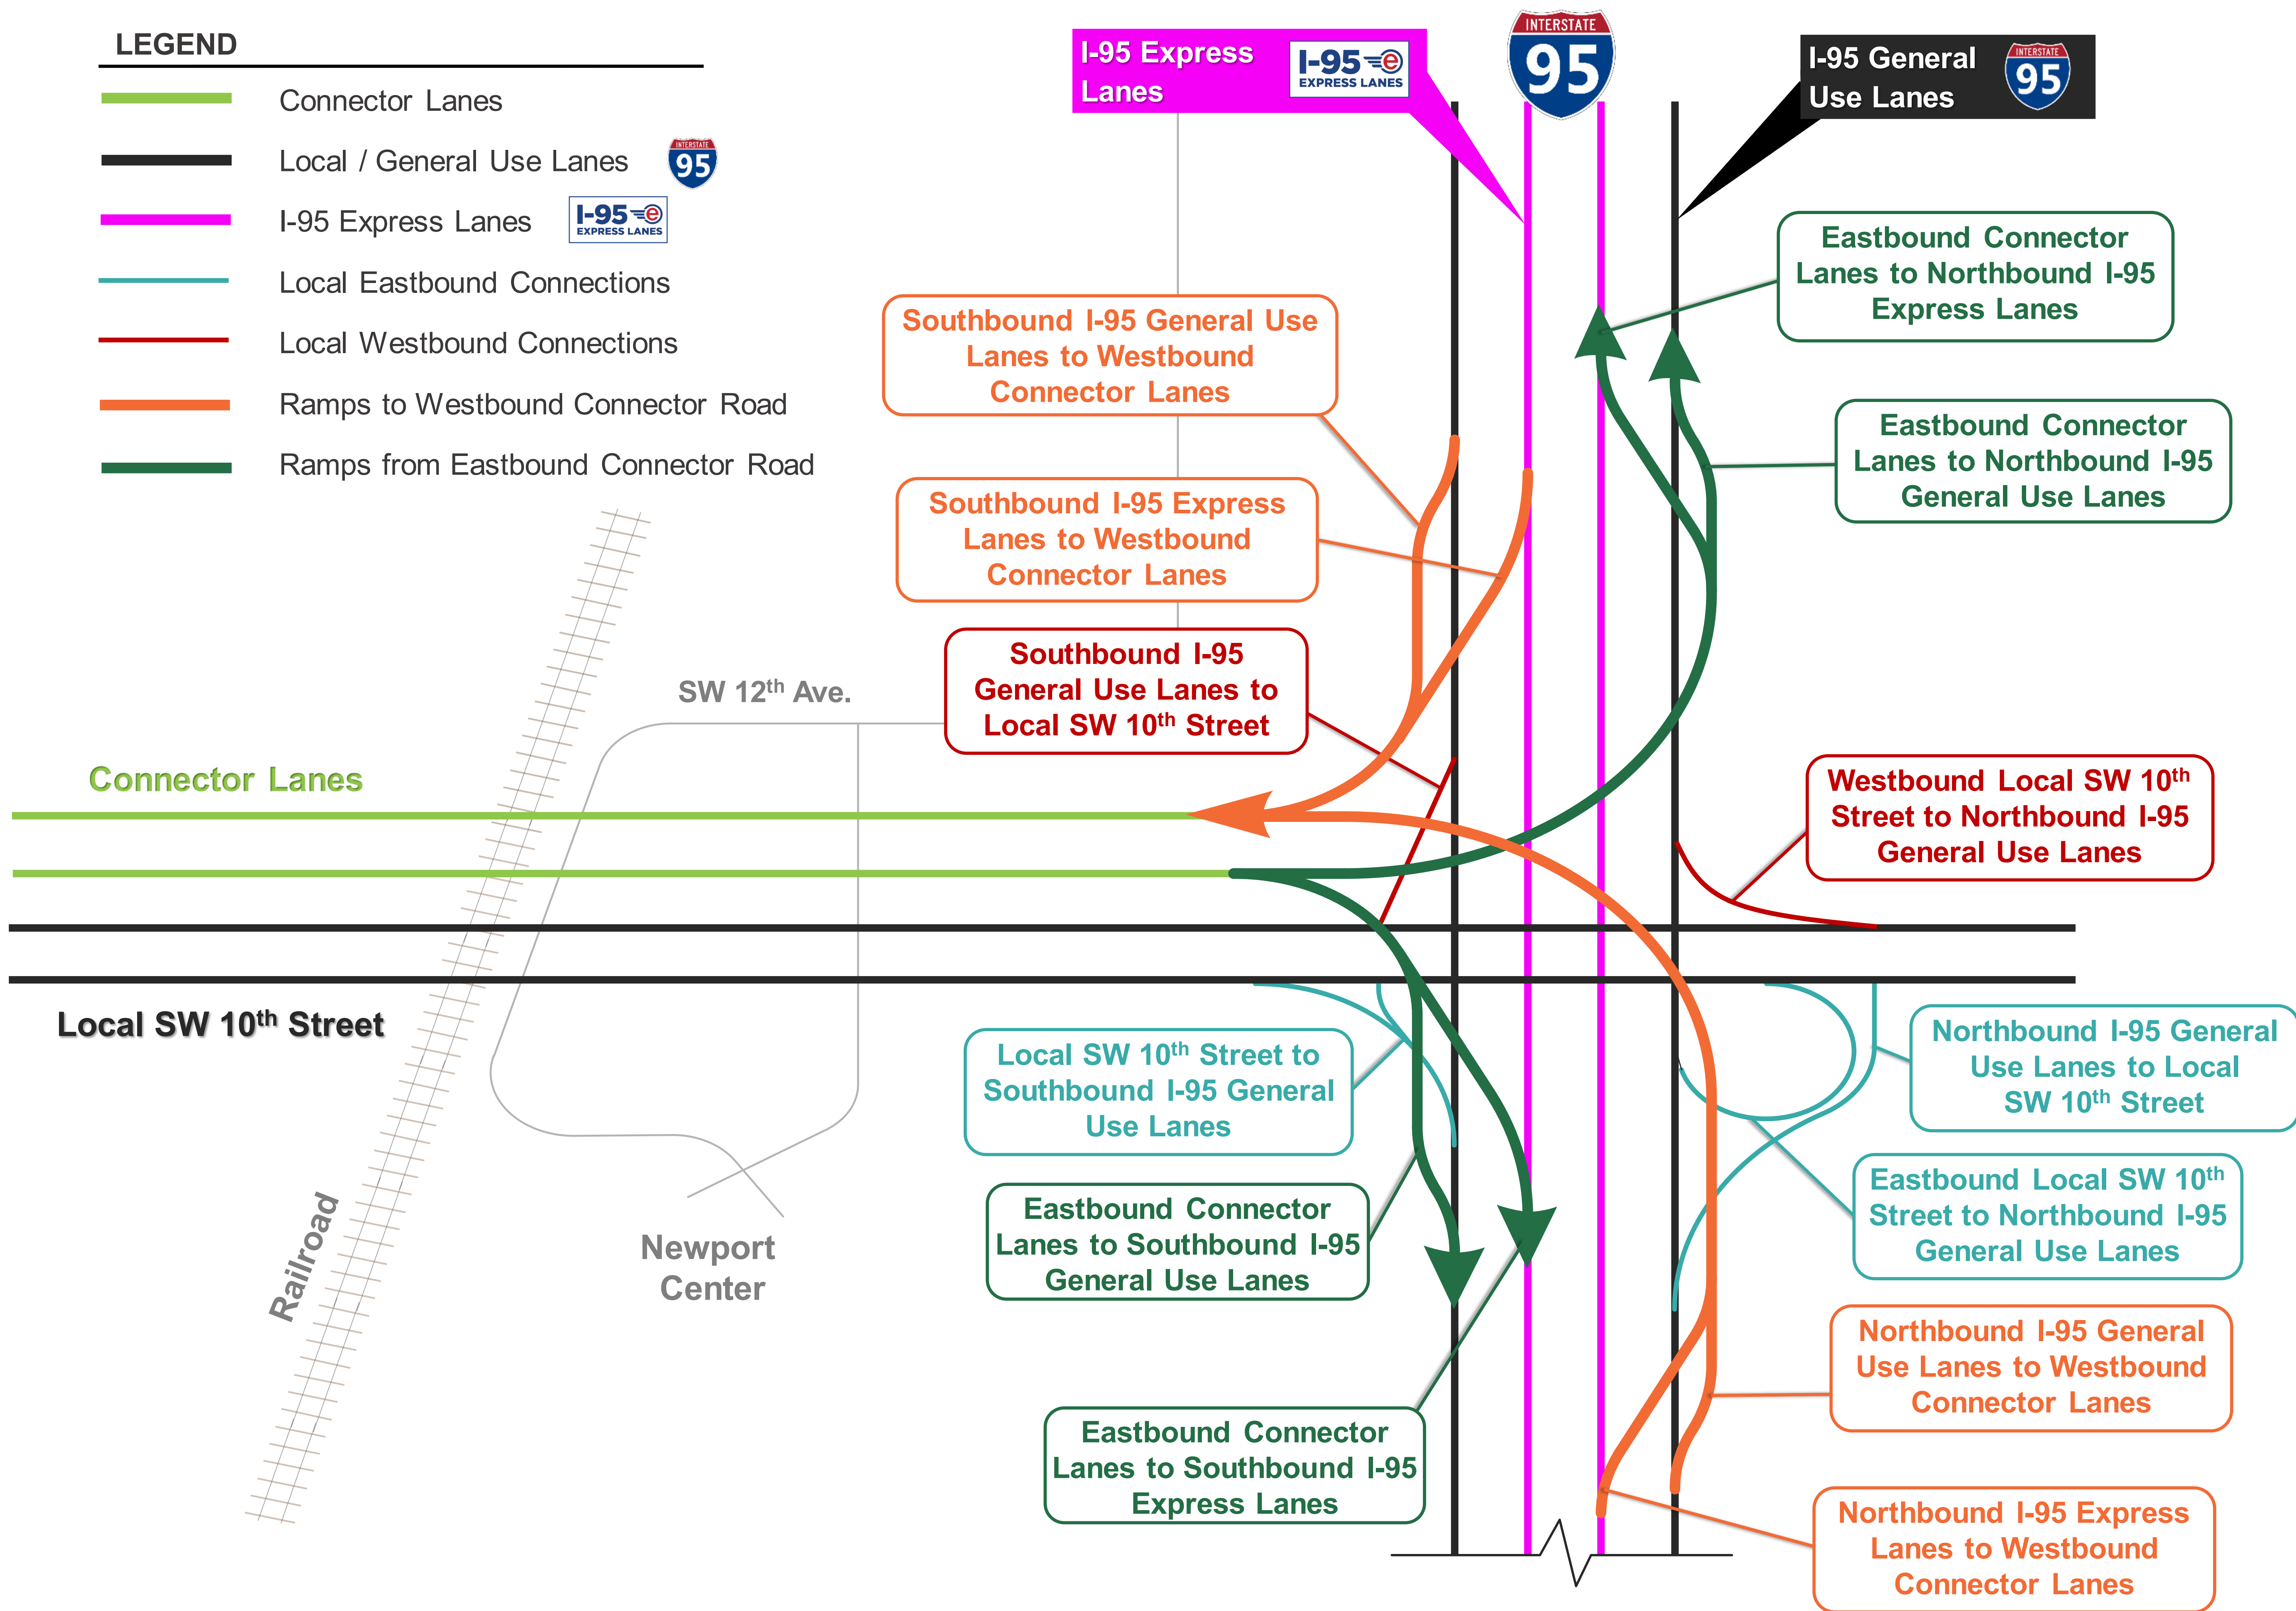 LEGEND
Connector Lanes
Local / General Use Lanes
INTERSTATE
95
I-95 Express Lanes
I-95 e
EXPRESS LANES
Local Eastbound Connections
Local Westbound Connections
Ramps to Westbound Connector Road
Ramps from Eastbound Connector Road
I-95 Express
Lanes
I-95 e
EXPRESS LANES
INTERSTATE
95
I-95 General
Use Lanes
INTERSTATE
95
Eastbound Connector
Lanes to Northbound I-95
Express Lanes
Southbound I-95 General Use
Lanes to Westbound
Connector Lanes
Eastbound Connector
Lanes to Northbound I-95
General Use Lanes
Southbound I-95 Express
Lanes to Westbound
Connector Lanes
Southbound I-95
General Use Lanes to
Local SW 10th Street
SW 12th Ave.
Connector Lanes
Westbound Local SW 10th
Street to Northbound I-95
General Use Lanes
Local SW 10th Street
Local SW 10th Street to
Southbound I-95 General
Use Lanes
Northbound I-95 General
Use Lanes to Local
SW 10th Street
Eastbound Connector
Lanes to Southbound I-95
General Use Lanes
Eastbound Local SW 10th
Street to Northbound I-95
General Use Lanes
Railroad
Newport
Center
Northbound I-95 General
Use Lanes to Westbound
Connector Lanes
Eastbound Connector
Lanes to Southbound I-95
Express Lanes
Northbound I-95 Express
Lanes to Westbound
Connector Lanes